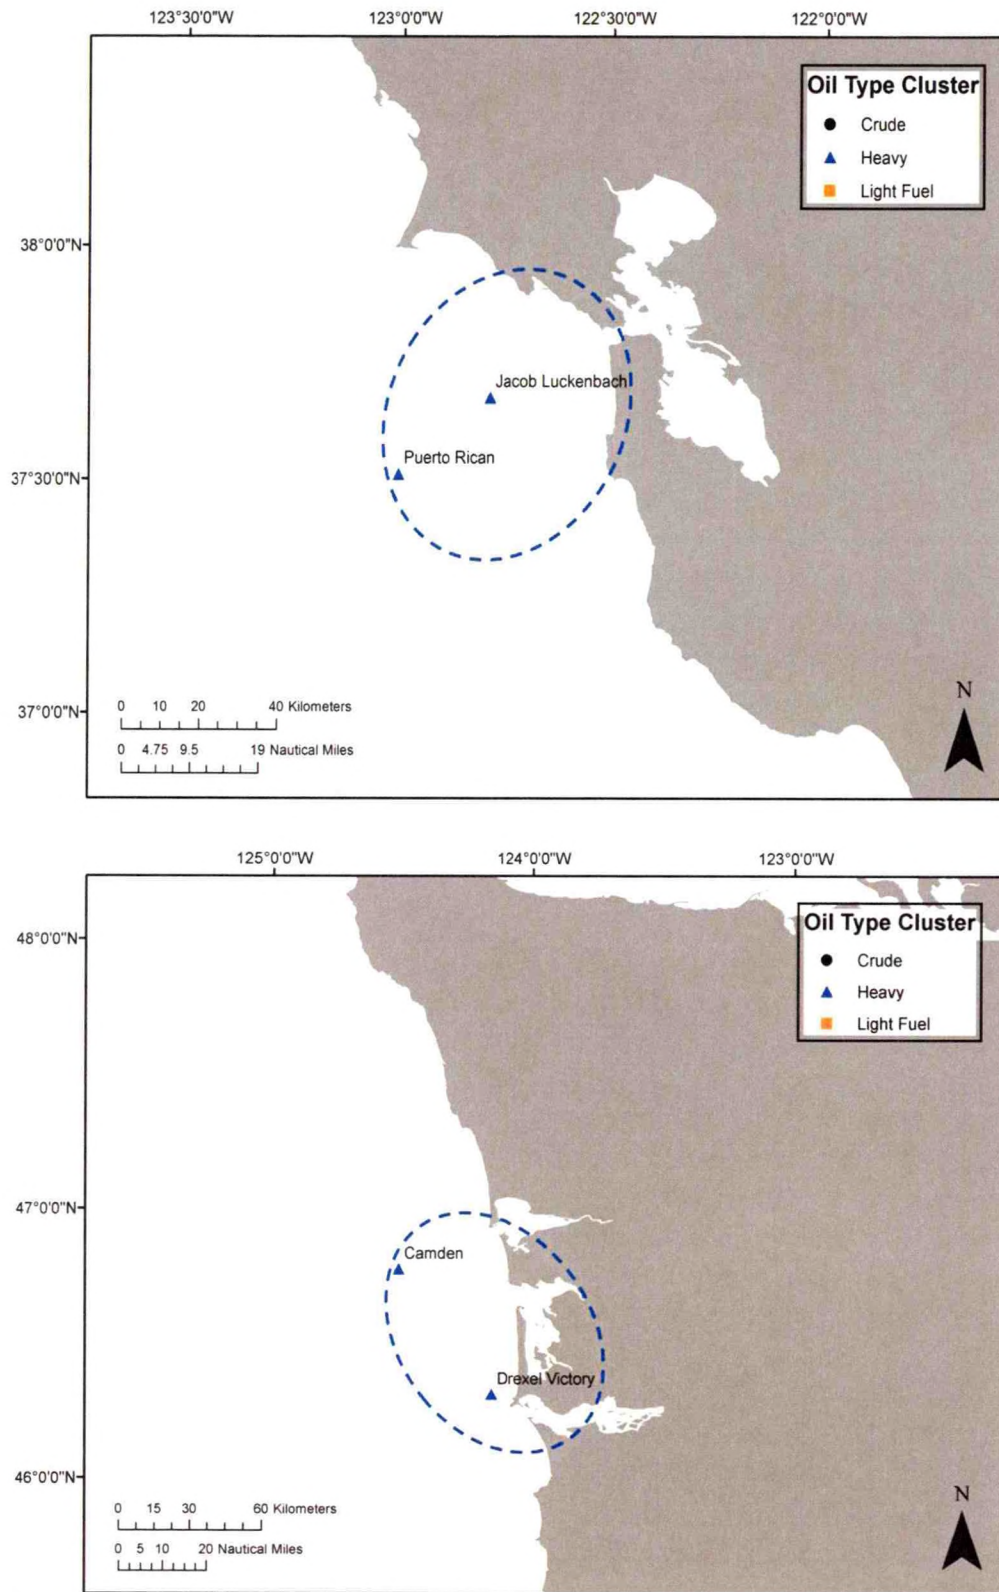 123°30'0"W 123°0'0"W 122°30'0"W 122°0'0"W
Oil Type Cluster
Crude
Heavy
Light Fuel
38°0'0"N
Jacob Luckenbach
Puerto Rican
37°30'0"N
N
0 10 20 40 Kilometers
37°0'0"N
0 4.75 9.5 19 Nautical Miles
125°0'0"W 124°0'0"W 123°0'0"W
Oil Type Cluster
48°0'0"N
Crude
Heavy
Light Fuel
47°0'0"N
Camden
Drexel Victory
46°0'0"N
N
0 15 30 60 Kilometers
0 5 10 20 Nautical Miles